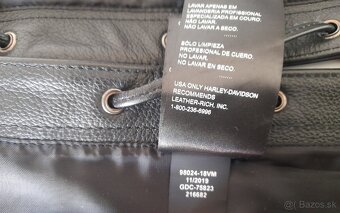 LAVAR APENAS EM
LAVANDERIA PROFISSIONAL
ESPECIALIZADA EM COURO.
NÃO LAVAR.
NÃO LAVAR A SECO.
SOLO LIMPIEZA
PROFESIONAL DE CUERO.
NO LAVAR.
NO LAVAR EN SECO.
USA ONLY HARLEY-DAVIDSON
RECOMMENDS
LEATHER-RICH, INC.
1-800-236-6996
98024-18VM
11/2019
GDC-75823
216682
Bazos.sk